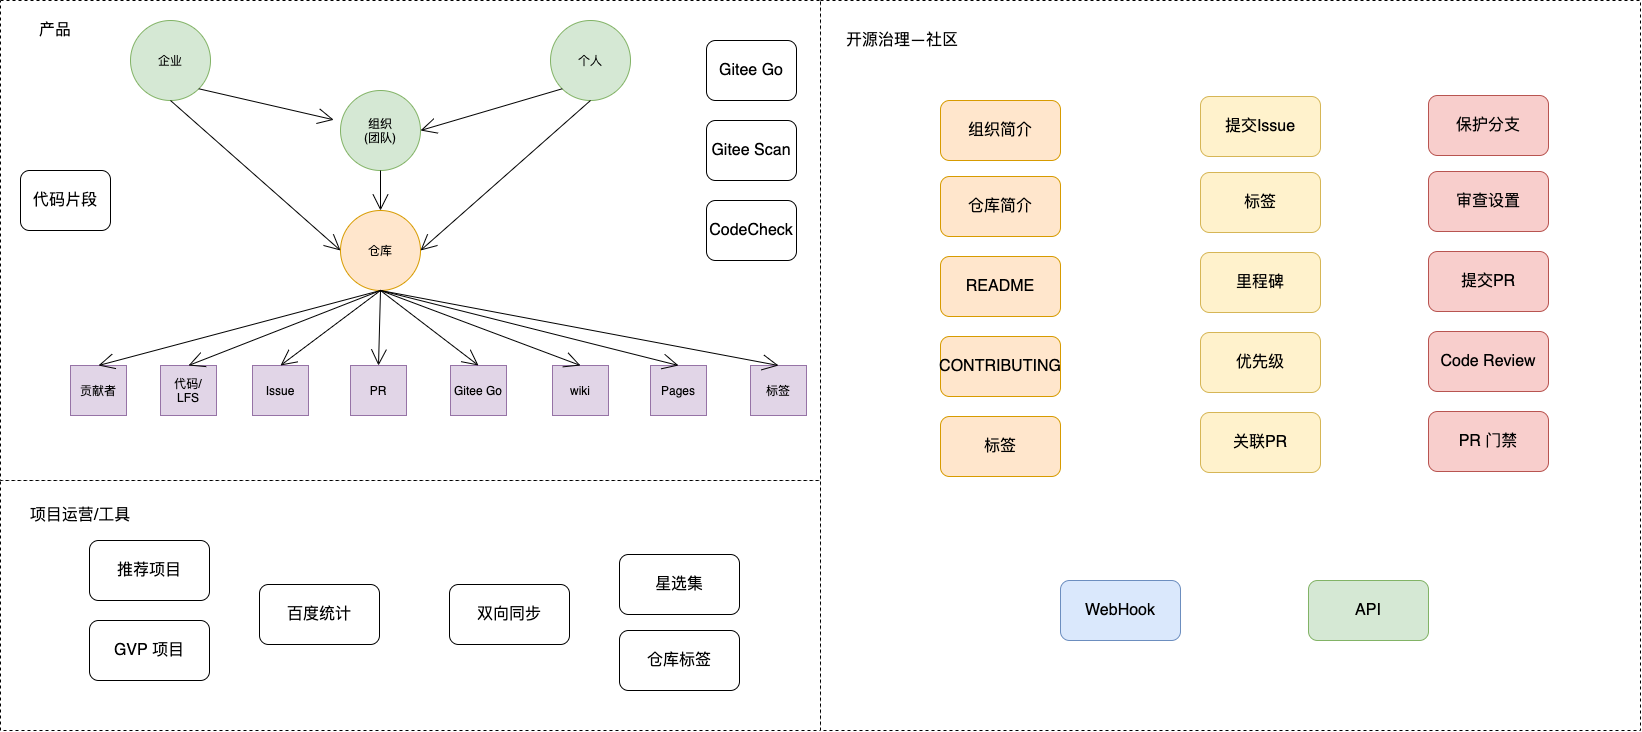 产品
企业
个人
组织
(团队)
仓库
代码片段
Gitee Go
Gitee Scan
CodeCheck
贡献者
代码/
LFS
Issue
PR
Gitee Go
wiki
Pages
标签
项目运营/工具
推荐项目
GVP 项目
百度统计
双向同步
星选集
仓库标签
开源治理—社区
组织简介
仓库简介
README
CONTRIBUTING
标签
提交Issue
标签
里程碑
优先级
关联PR
保护分支
审查设置
提交PR
Code Review
PR 门禁
WebHook
API